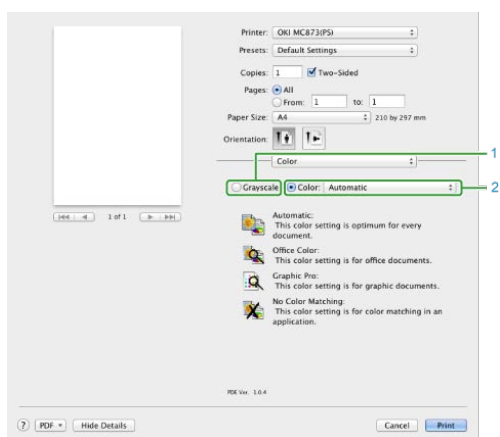 Printer: OKI MC873(PS)
Presets: Default Settings
Copies: 1 Two-Sided
Pages: All
From: 1 to: 1
Paper Size: A4 210 by 297 mm
Orientation:
Color
1
Grayscale Color: Automatic
2
1 of 1
Automatic:
This color setting is optimum for every
document.
Office Color:
This color setting is for office documents.
Graphic Pro:
This color setting is for graphic documents.
No Color Matching:
This color setting is for color matching in an
application.
PDE Ver. 1.0.4
? PDF Hide Details Cancel Print